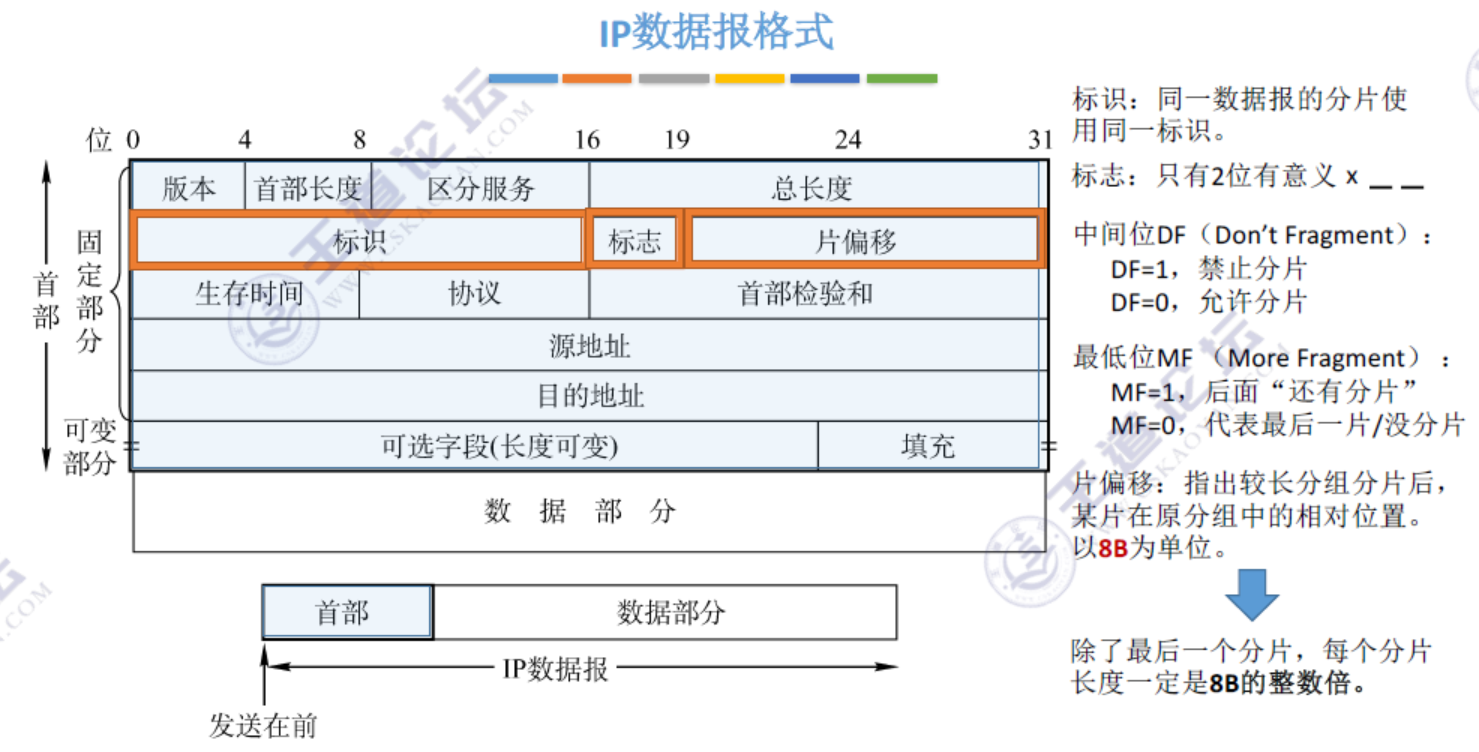 IP数据报格式
位 0 4 8 16 19 24 31
版本 首部长度 区分服务 总长度
标识 标志 片偏移
生存时间 协议 首部检验和
源地址
目的地址
可选字段(长度可变) 填充
数据部分
首部
固定部分
可变
部分
首部 数据部分
IP数据报
发送在前
标识：同一数据报的分片使
用同一标识。
标志：只有2位有意义 x _ _
中间位DF（Don't Fragment）：
DF=1，禁止分片
DF=0，允许分片
最低位MF （More Fragment）：
MF=1，后面“还有分片”
MF=0，代表最后一片/没分片
片偏移：指出较长分组分片后，
某片在原分组中的相对位置。
以8B为单位。
除了最后一个分片，每个分片
长度一定是8B的整数倍。
王道论坛
WWW.CSKAOYAN.COM